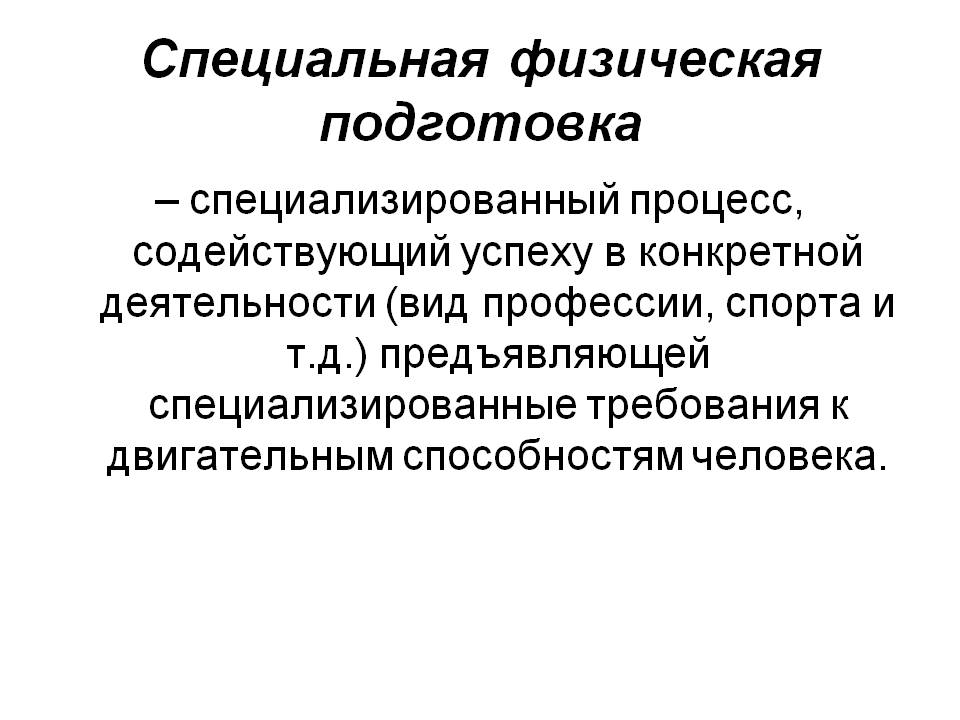 Специальная физическая
подготовка
– специализированный процесс,
содействующий успеху в конкретной
деятельности (вид профессии, спорта и
т.д.) предъявляющей
специализированные требования к
двигательным способностям человека.